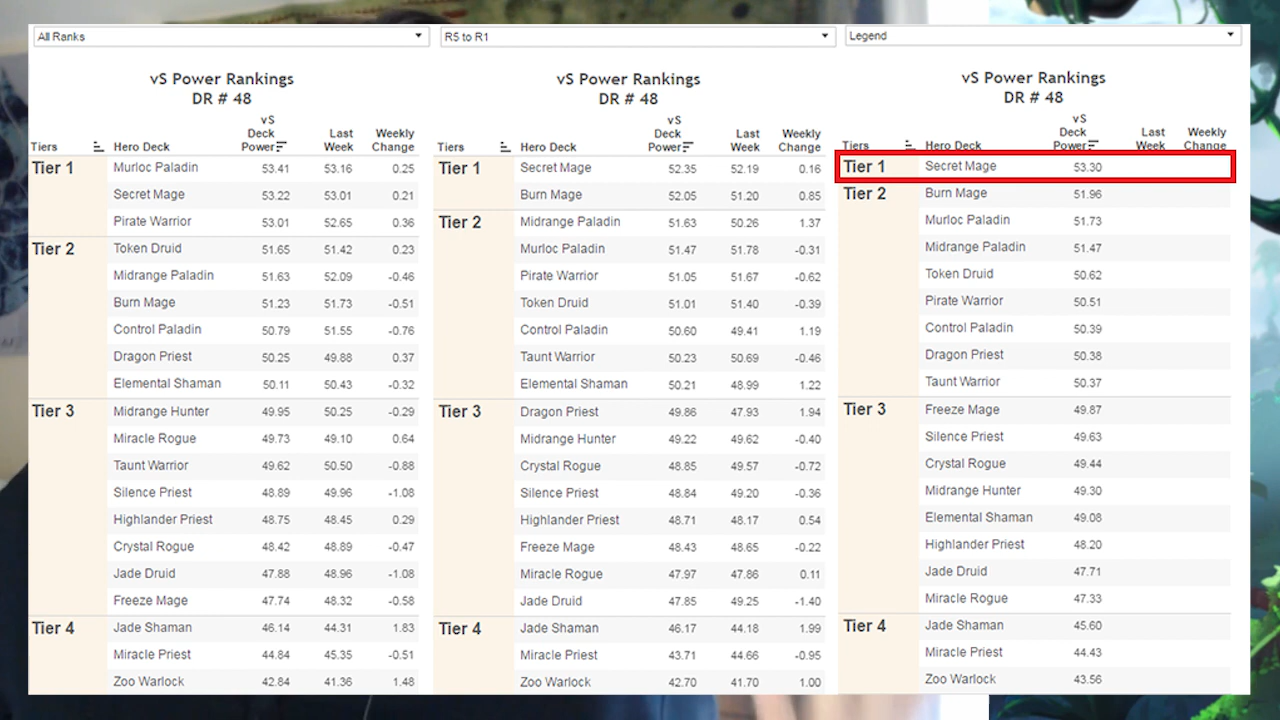 All Ranks
vS Power Rankings
DR # 48
Tiers Hero Deck vS Deck Power Last Week Weekly Change
Tier 1 Murloc Paladin 53.41 53.16 0.25
Secret Mage 53.22 53.01 0.21
Pirate Warrior 53.01 52.65 0.36
Tier 2 Token Druid 51.65 51.42 0.23
Midrange Paladin 51.63 52.09 -0.46
Burn Mage 51.23 51.73 -0.51
Control Paladin 50.79 51.55 -0.76
Dragon Priest 50.25 49.88 0.37
Elemental Shaman 50.11 50.43 -0.32
Tier 3 Midrange Hunter 49.95 50.25 -0.29
Miracle Rogue 49.73 49.10 0.64
Taunt Warrior 49.62 50.50 -0.88
Silence Priest 48.89 49.96 -1.08
Highlander Priest 48.75 48.45 0.29
Crystal Rogue 48.42 48.89 -0.47
Jade Druid 47.88 48.96 -1.08
Freeze Mage 47.74 48.32 -0.58
Tier 4 Jade Shaman 46.14 44.31 1.83
Miracle Priest 44.84 45.35 -0.51
Zoo Warlock 42.84 41.36 1.48
R5 to R1
vS Power Rankings
DR # 48
Tiers Hero Deck vS Deck Power Last Week Weekly Change
Tier 1 Secret Mage 52.35 52.19 0.16
Burn Mage 52.05 51.20 0.85
Tier 2 Midrange Paladin 51.63 50.26 1.37
Murloc Paladin 51.47 51.78 -0.31
Pirate Warrior 51.05 51.67 -0.62
Token Druid 51.01 51.40 -0.39
Control Paladin 50.60 49.41 1.19
Taunt Warrior 50.23 50.69 -0.46
Elemental Shaman 50.21 48.99 1.22
Tier 3 Dragon Priest 49.86 47.93 1.94
Midrange Hunter 49.22 49.62 -0.40
Crystal Rogue 48.85 49.57 -0.72
Silence Priest 48.84 49.20 -0.36
Highlander Priest 48.71 48.17 0.54
Freeze Mage 48.43 48.65 -0.22
Miracle Rogue 47.97 47.86 0.11
Jade Druid 47.85 49.25 -1.40
Tier 4 Jade Shaman 46.17 44.18 1.99
Miracle Priest 43.71 44.66 -0.95
Zoo Warlock 42.70 41.70 1.00
Legend
vS Power Rankings
DR # 48
Tiers Hero Deck vS Deck Power Last Week Weekly Change
Tier 1 Secret Mage 53.30
Tier 2 Burn Mage 51.96
Murloc Paladin 51.73
Midrange Paladin 51.47
Token Druid 50.62
Pirate Warrior 50.51
Control Paladin 50.39
Dragon Priest 50.38
Taunt Warrior 50.37
Tier 3 Freeze Mage 49.87
Silence Priest 49.63
Crystal Rogue 49.44
Midrange Hunter 49.30
Elemental Shaman 49.08
Highlander Priest 48.20
Jade Druid 47.71
Miracle Rogue 47.33
Tier 4 Jade Shaman 45.60
Miracle Priest 44.43
Zoo Warlock 43.56